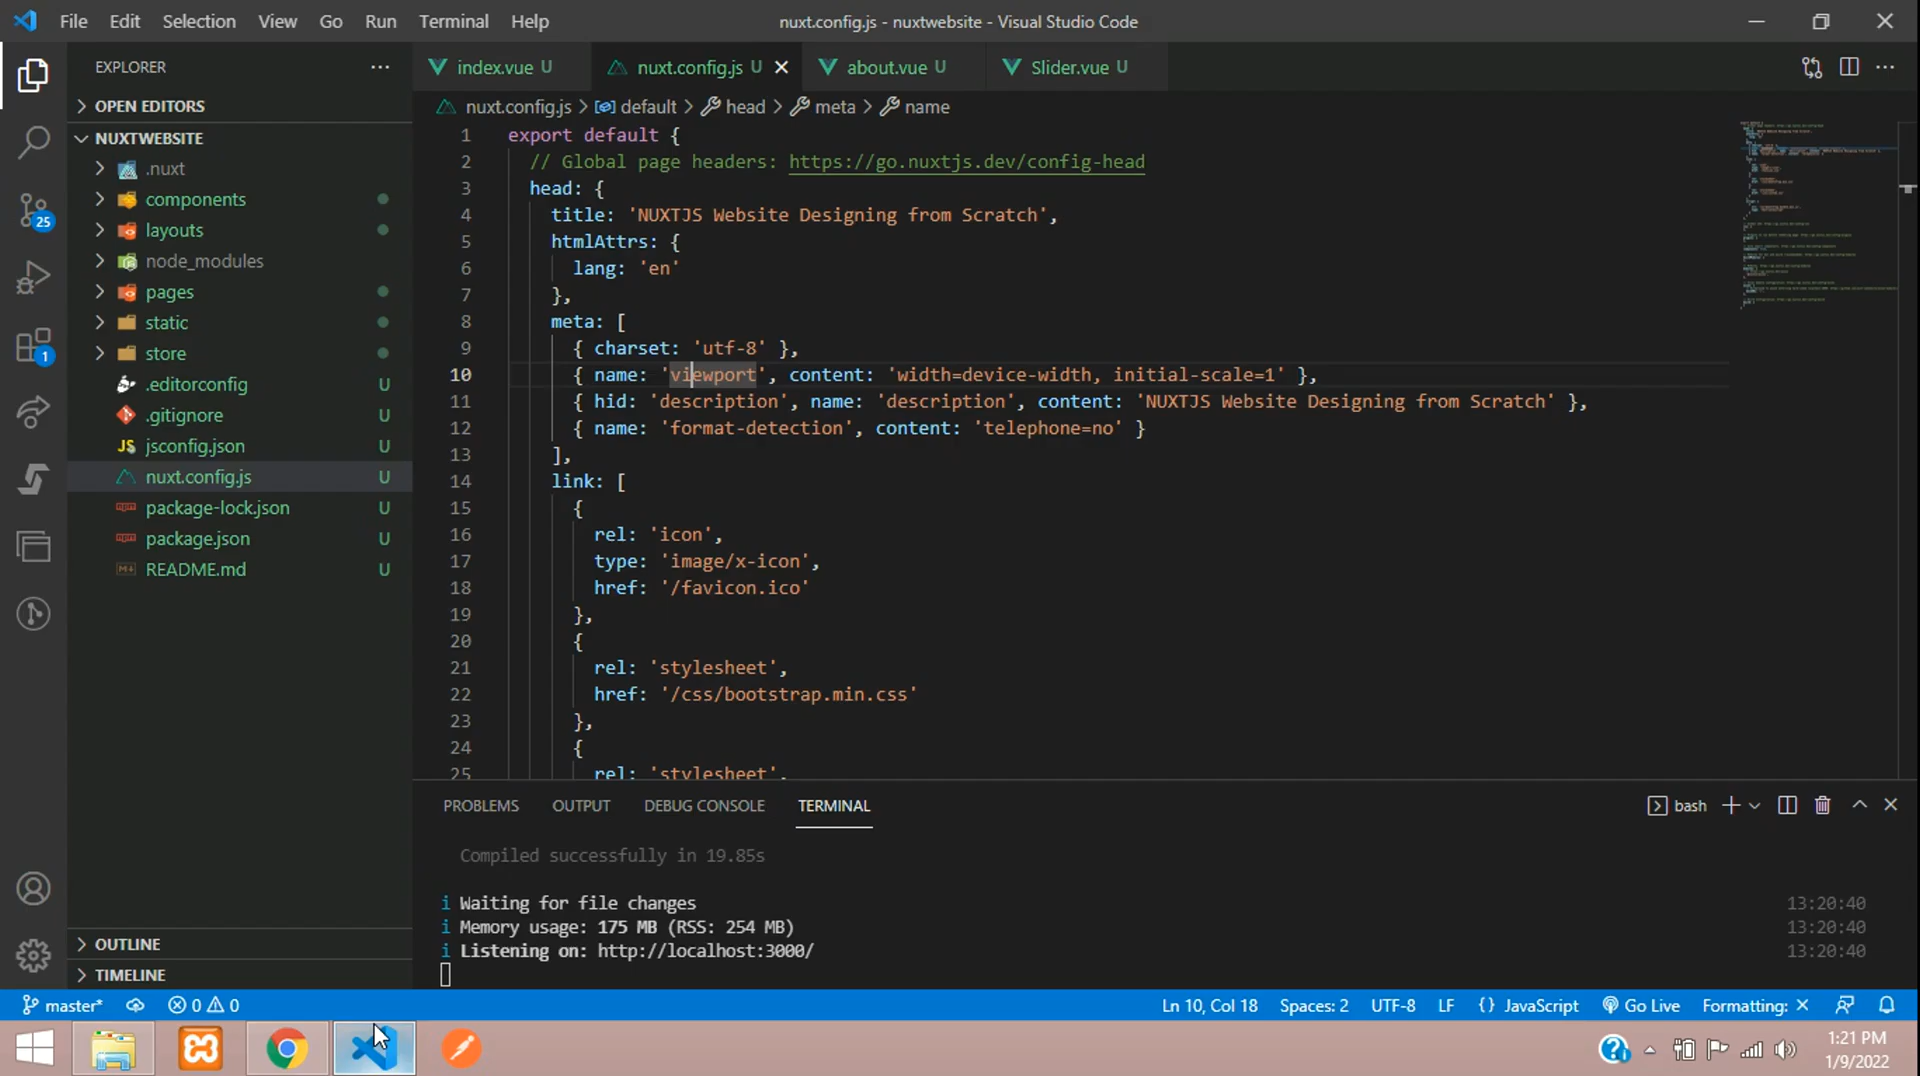 File Edit Selection View Go Run Terminal Help nuxt.config.js - nuxtwebsite - Visual Studio Code
EXPLORER
index.vue U nuxt.config.js U about.vue U Slider.vue U
OPEN EDITORS
nuxt.config.js > default > head > meta > name
NUXTWEBSITE
.nuxt
components
layouts
node_modules
pages
static
store
.editorconfig U
.gitignore U
JS jsconfig.json U
nuxt.config.js U
package-lock.json U
package.json U
README.md U
OUTLINE
TIMELINE
25
1
1 export default {
2 // Global page headers: https://go.nuxtjs.dev/config-head
3 head: {
4 title: 'NUXTJS Website Designing from Scratch',
5 htmlAttrs: {
6 lang: 'en'
7 },
8 meta: [
9 { charset: 'utf-8' },
10 { name: 'viewport', content: 'width=device-width, initial-scale=1' },
11 { hid: 'description', name: 'description', content: 'NUXTJS Website Designing from Scratch' },
12 { name: 'format-detection', content: 'telephone=no' }
13 ],
14 link: [
15 {
16 rel: 'icon',
17 type: 'image/x-icon',
18 href: '/favicon.ico'
19 },
20 {
21 rel: 'stylesheet',
22 href: '/css/bootstrap.min.css'
23 },
24 {
25 rel: 'stylesheet',
PROBLEMS OUTPUT DEBUG CONSOLE TERMINAL bash
Compiled successfully in 19.85s
i Waiting for file changes 13:20:40
i Memory usage: 175 MB (RSS: 254 MB) 13:20:40
i Listening on: http://localhost:3000/ 13:20:40
master* 0 0 Ln 10, Col 18 Spaces: 2 UTF-8 LF {} JavaScript Go Live Formatting: ×
1:21 PM
1/9/2022